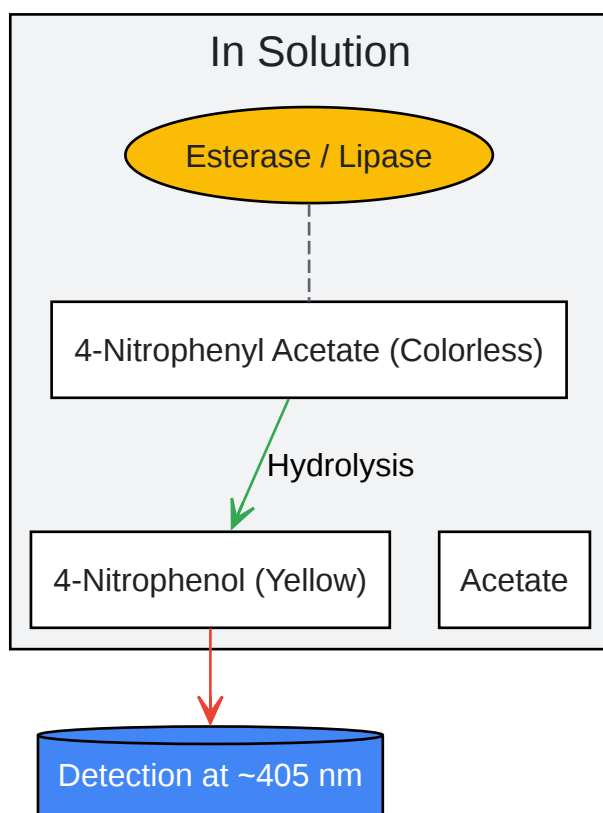 In Solution
Esterase / Lipase
4-Nitrophenyl Acetate (Colorless)
Hydrolysis
4-Nitrophenol (Yellow)
Acetate
Detection at ~405 nm